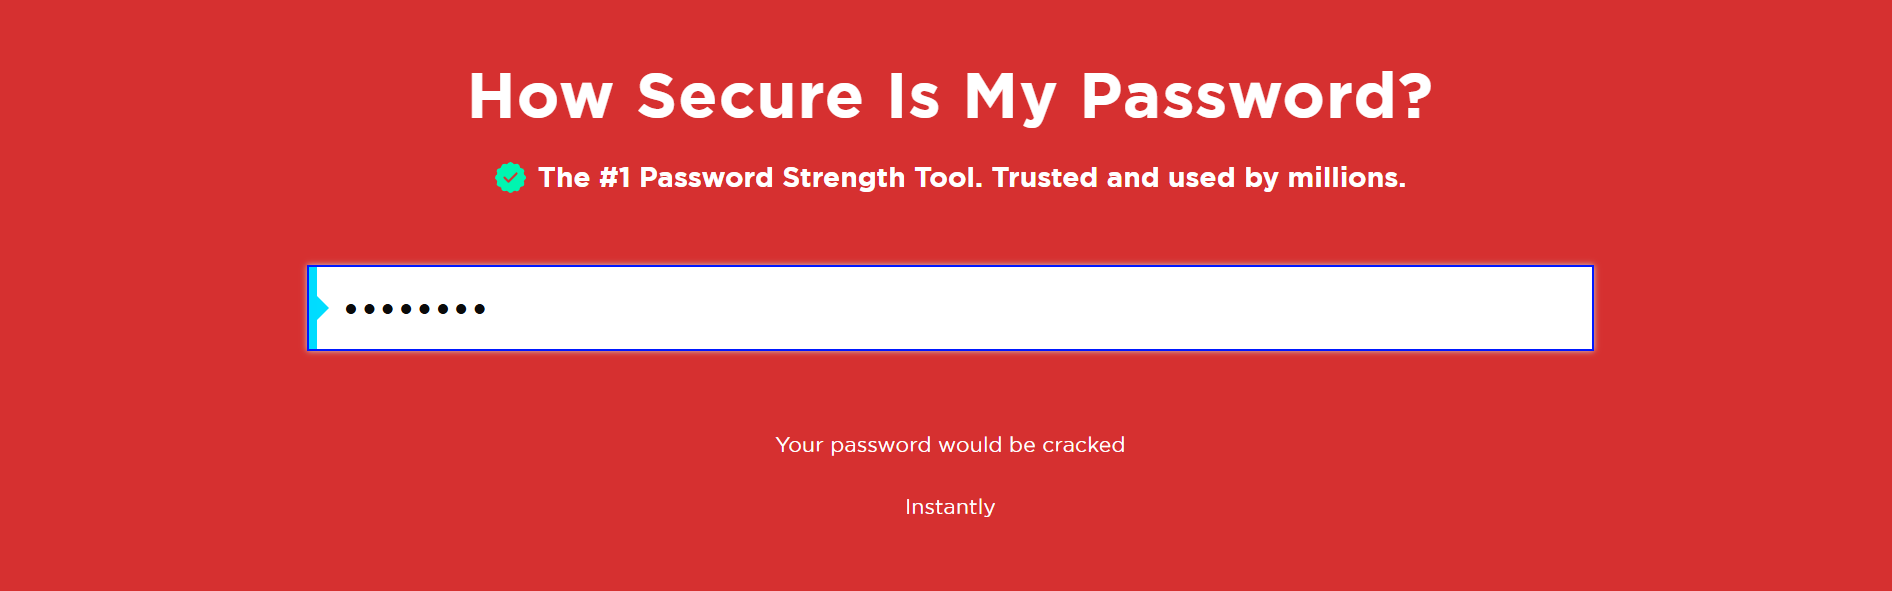 How Secure Is My Password?
The #1 Password Strength Tool. Trusted and used by millions.
••••••••
Your password would be cracked
Instantly